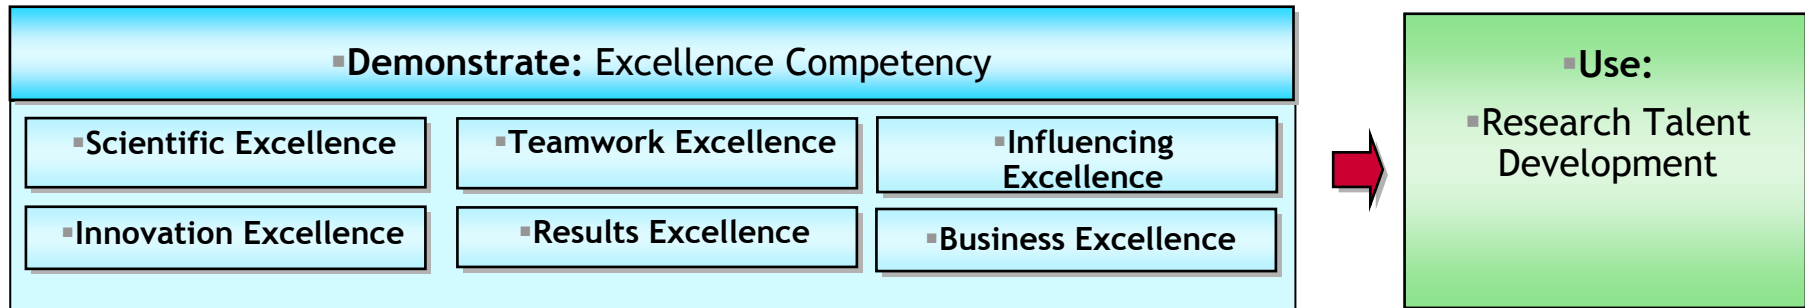 ▪Demonstrate: Excellence Competency
▪Scientific Excellence
▪Teamwork Excellence
▪Influencing
Excellence
▪Innovation Excellence
▪Results Excellence
▪Business Excellence
▪Use:
▪Research Talent
Development